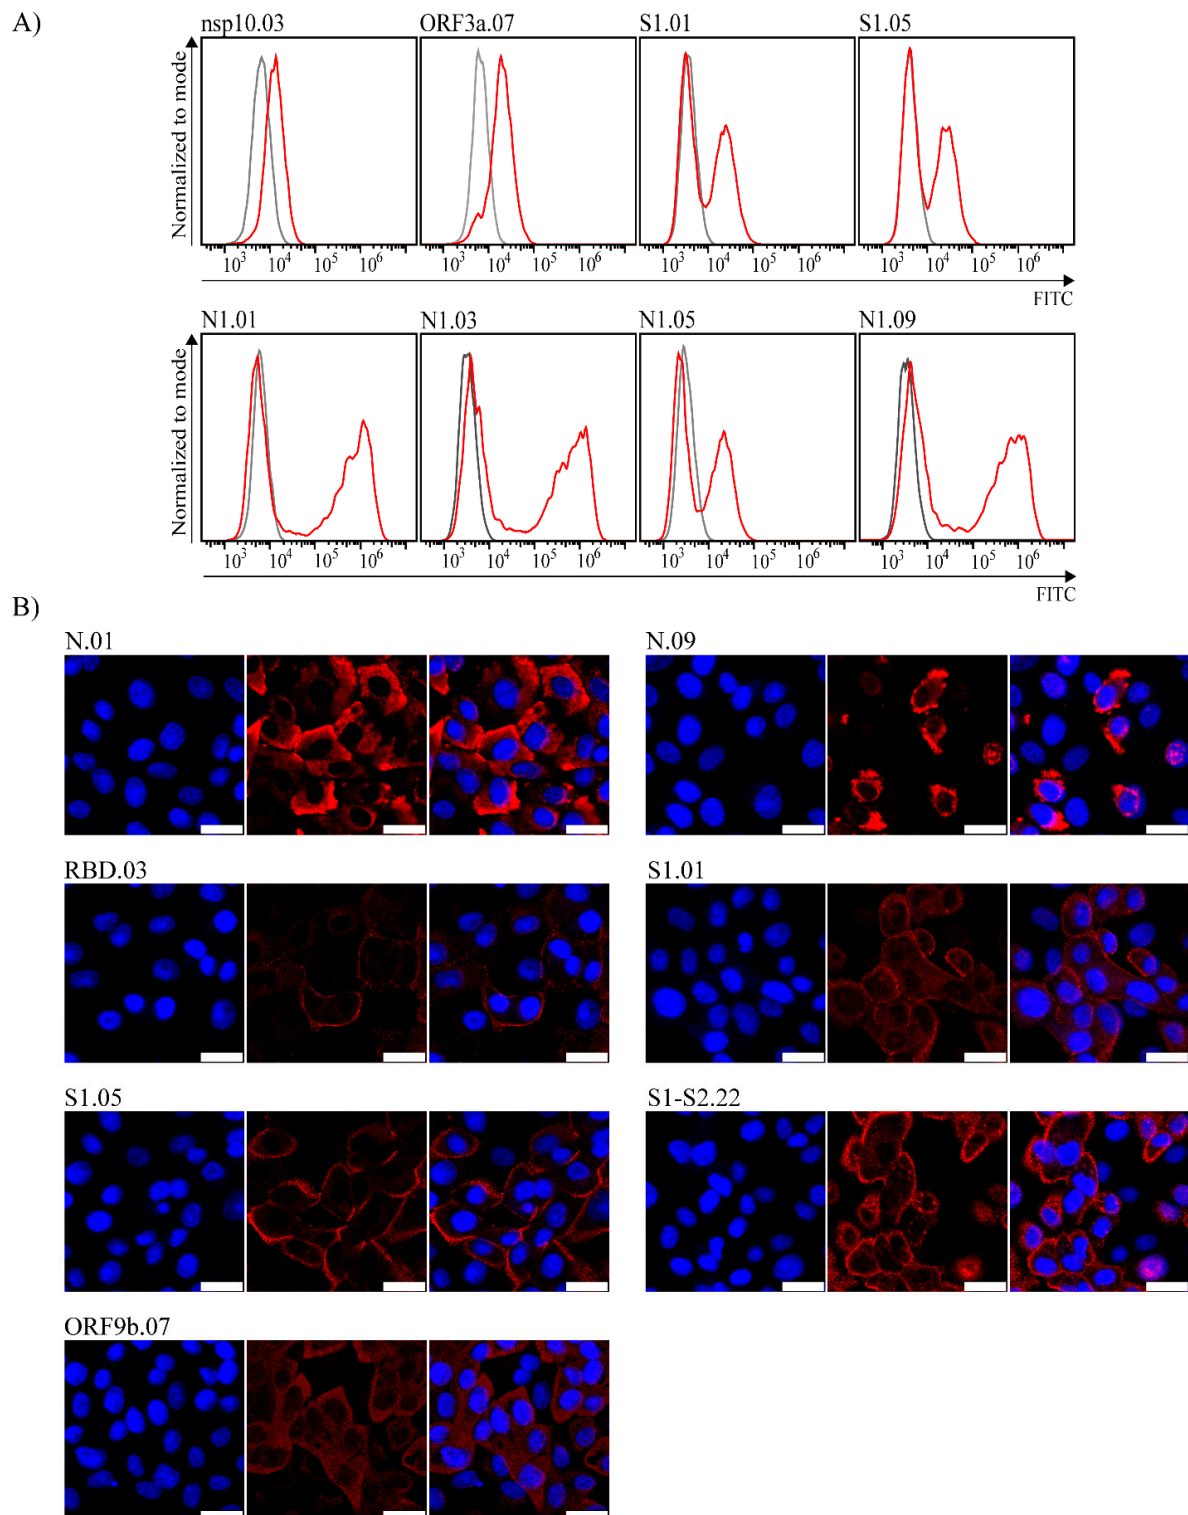 A)
nsp10.03 ORF3a.07 S1.01 S1.05
Normalized to mode
10³ 10⁴ 10⁵ 10⁶ 10³ 10⁴ 10⁵ 10⁶ 10³ 10⁴ 10⁵ 10⁶ 10³ 10⁴ 10⁵ 10⁶
FITC
N1.01 N1.03 N1.05 N1.09
Normalized to mode
10³ 10⁴ 10⁵ 10⁶ 10³ 10⁴ 10⁵ 10⁶ 10³ 10⁴ 10⁵ 10⁶ 10³ 10⁴ 10⁵ 10⁶
FITC
B)
N.01 N.09
RBD.03 S1.01
S1.05 S1-S2.22
ORF9b.07